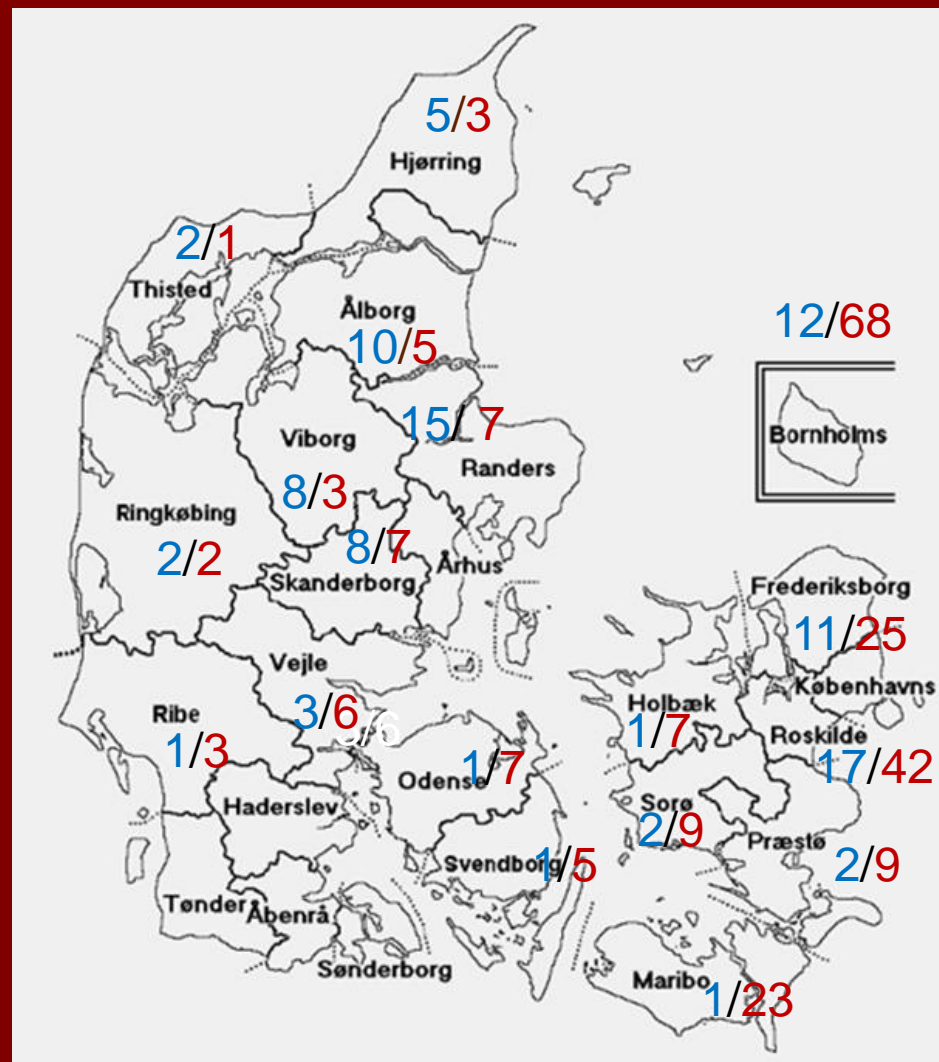 5/3
Hjørring
2/1
Thisted
Ålborg
10/5
12/68
15/ 7
Viborg
Bornholms
Randers
8/3
Ringkøbing
8/7
2/2
Århus
Skanderborg
Frederiksborg
11/25
Vejle
Københavns
Holbæk
3/6
Ribe
1/7
Roskilde
1/3
1/7
17/42
Odense
Haderslev
Sorø
2/9
Præstø
Svendborg
1/5
2/9
Tønder
Åbenrå
Sønderborg
Maribo
1/23